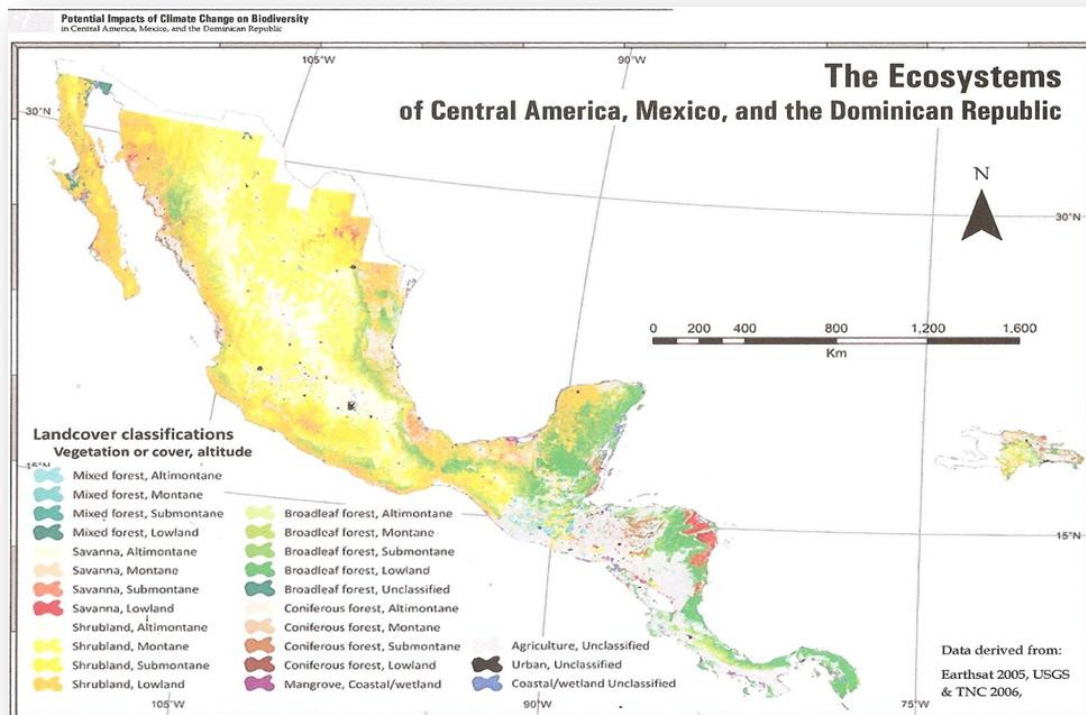 Potential Impacts of Climate Change on Biodiversity
in Central America, Mexico, and the Dominican Republic
105°W
90°W
The Ecosystems
of Central America, Mexico, and the Dominican Republic
30°N
N
30°N
0 200 400 800 1,200 1,600
Km
Landcover classifications
Vegetation or cover, altitude
15°N
Mixed forest, Altimontane
Mixed forest, Montane
Mixed forest, Submontane
Mixed forest, Lowland
Savanna, Altimontane
Savanna, Montane
Savanna, Submontane
Savanna, Lowland
Shrubland, Altimontane
Shrubland, Montane
Shrubland, Submontane
Shrubland, Lowland
Broadleaf forest, Altimontane
Broadleaf forest, Montane
Broadleaf forest, Submontane
Broadleaf forest, Lowland
Broadleaf forest, Unclassified
Coniferous forest, Altimontane
Coniferous forest, Montane
Coniferous forest, Submontane
Coniferous forest, Lowland
Mangrove, Coastal/wetland
Agriculture, Unclassified
Urban, Unclassified
Coastal/wetland Unclassified
15°N
Data derived from:
Earthsat 2005, USGS
& TNC 2006,
105°W
90°W
75°W